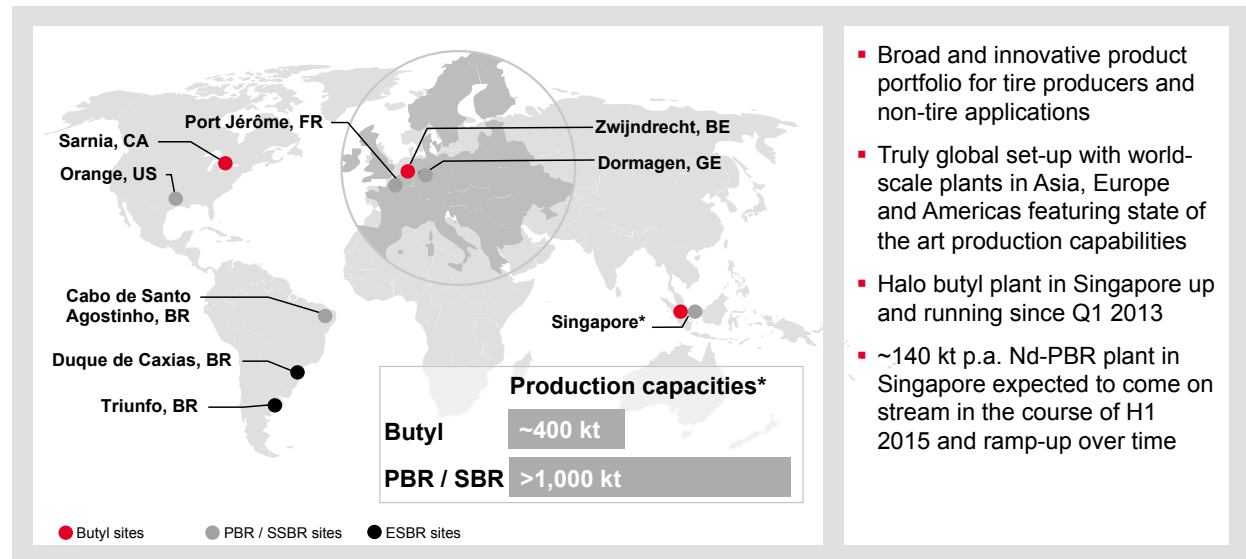 Port Jérôme, FR
Zwijndrecht, BE
Sarnia, CA
Dormagen, GE
Orange, US
Cabo de Santo
Agostinho, BR
Singapore*
Duque de Caxias, BR
Triunfo, BR
Production capacities*
Butyl ~400 kt
PBR / SBR >1,000 kt
Butyl sites PBR / SSBR sites ESBR sites
▪ Broad and innovative product
portfolio for tire producers and
non-tire applications
▪ Truly global set-up with world-
scale plants in Asia, Europe
and Americas featuring state of
the art production capabilities
▪ Halo butyl plant in Singapore up
and running since Q1 2013
▪ ~140 kt p.a. Nd-PBR plant in
Singapore expected to come on
stream in the course of H1
2015 and ramp-up over time